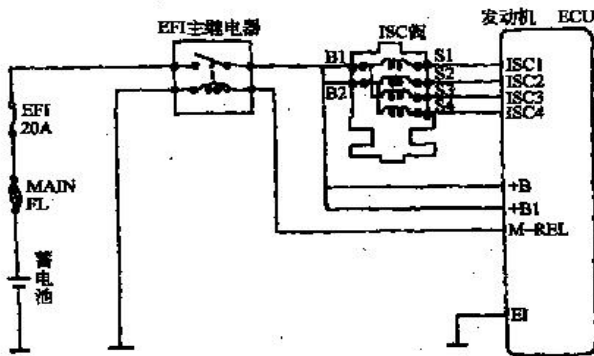 发动机 ECU
EFI主继电器
ISC阀
B1
B2
S1
S2
S3
S4
ISC1
ISC2
ISC3
ISC4
EFI
20A
MAIN
FL
+B
+B1
M-REL
蓄电池
E1